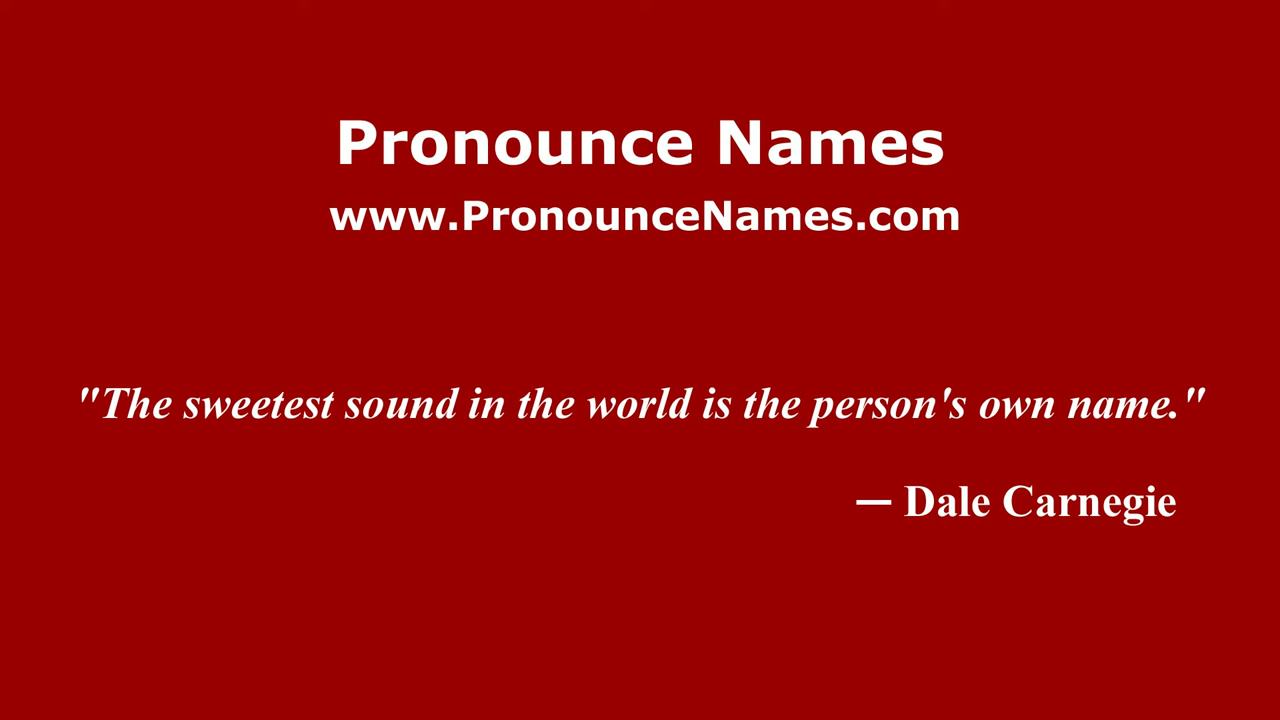 Pronounce Names
www.PronounceNames.com
"The sweetest sound in the world is the person's own name."
— Dale Carnegie